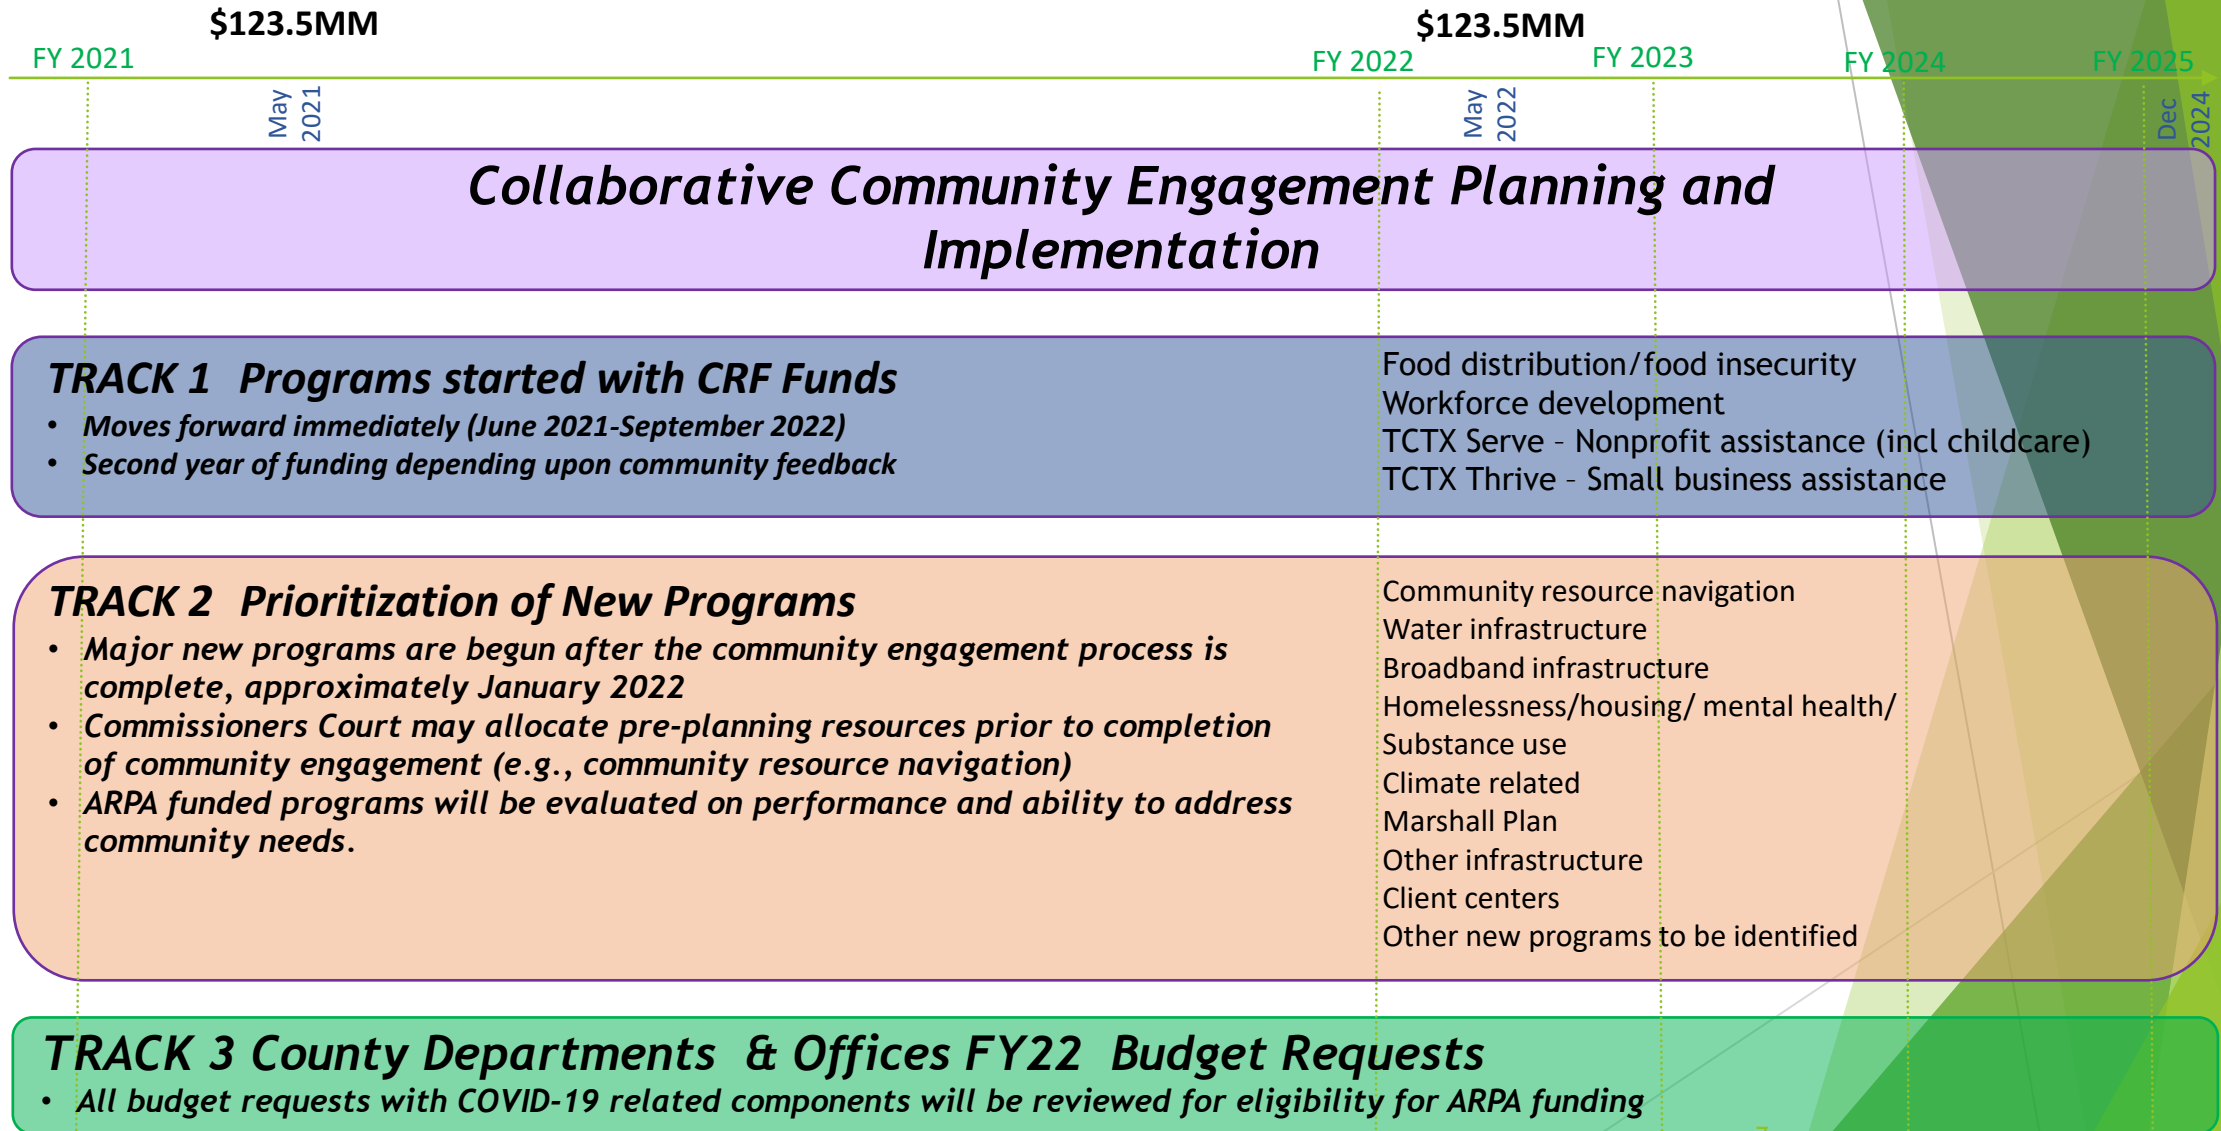 $123.5MM
$123.5MM
FY 2021
FY 2022
FY 2023
FY 2024
FY 2025
May
2021
May
2022
Dec
2024
Collaborative Community Engagement Planning and
Implementation
TRACK 1 Programs started with CRF Funds
• Moves forward immediately (June 2021-September 2022)
• Second year of funding depending upon community feedback
Food distribution/food insecurity
Workforce development
TCTX Serve – Nonprofit assistance (incl childcare)
TCTX Thrive – Small business assistance
TRACK 2 Prioritization of New Programs
• Major new programs are begun after the community engagement process is
complete, approximately January 2022
• Commissioners Court may allocate pre-planning resources prior to completion
of community engagement (e.g., community resource navigation)
• ARPA funded programs will be evaluated on performance and ability to address
community needs.
Community resource navigation
Water infrastructure
Broadband infrastructure
Homelessness/housing/ mental health/
Substance use
Climate related
Marshall Plan
Other infrastructure
Client centers
Other new programs to be identified
TRACK 3 County Departments & Offices FY22 Budget Requests
• All budget requests with COVID-19 related components will be reviewed for eligibility for ARPA funding